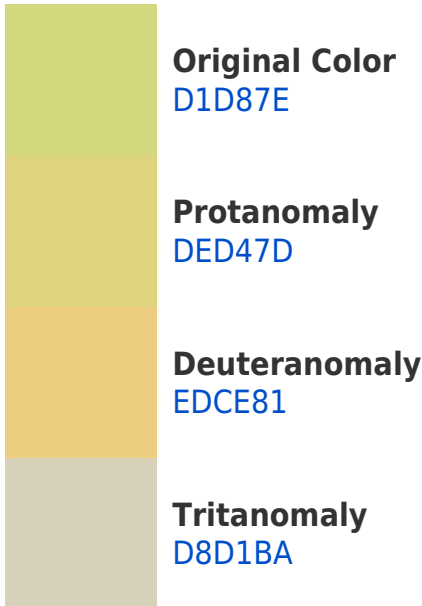 Original Color
D1D87E
Protanomaly
DED47D
Deuteranomaly
EDCE81
Tritanomaly
D8D1BA